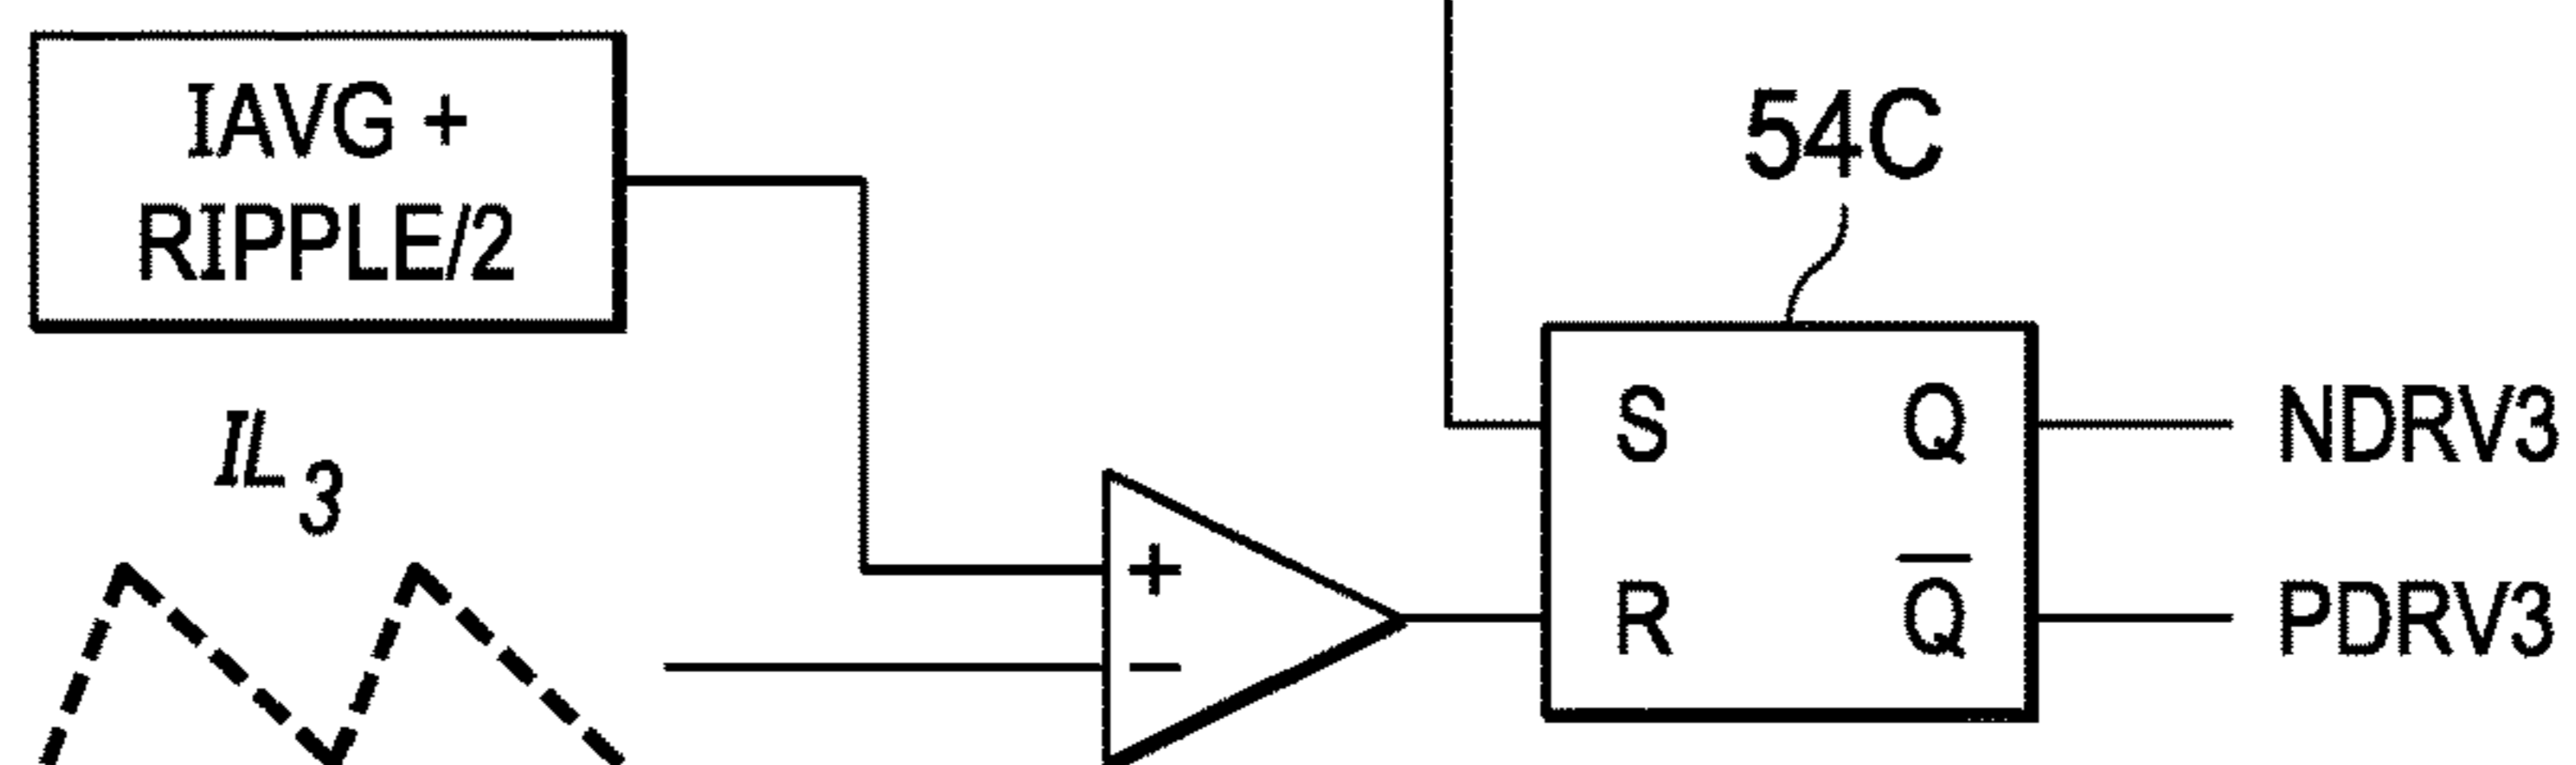 IAVG +
RIPPLE/2
54C
IL3
S Q NDRV3
+
R Q̅ PDRV3
−